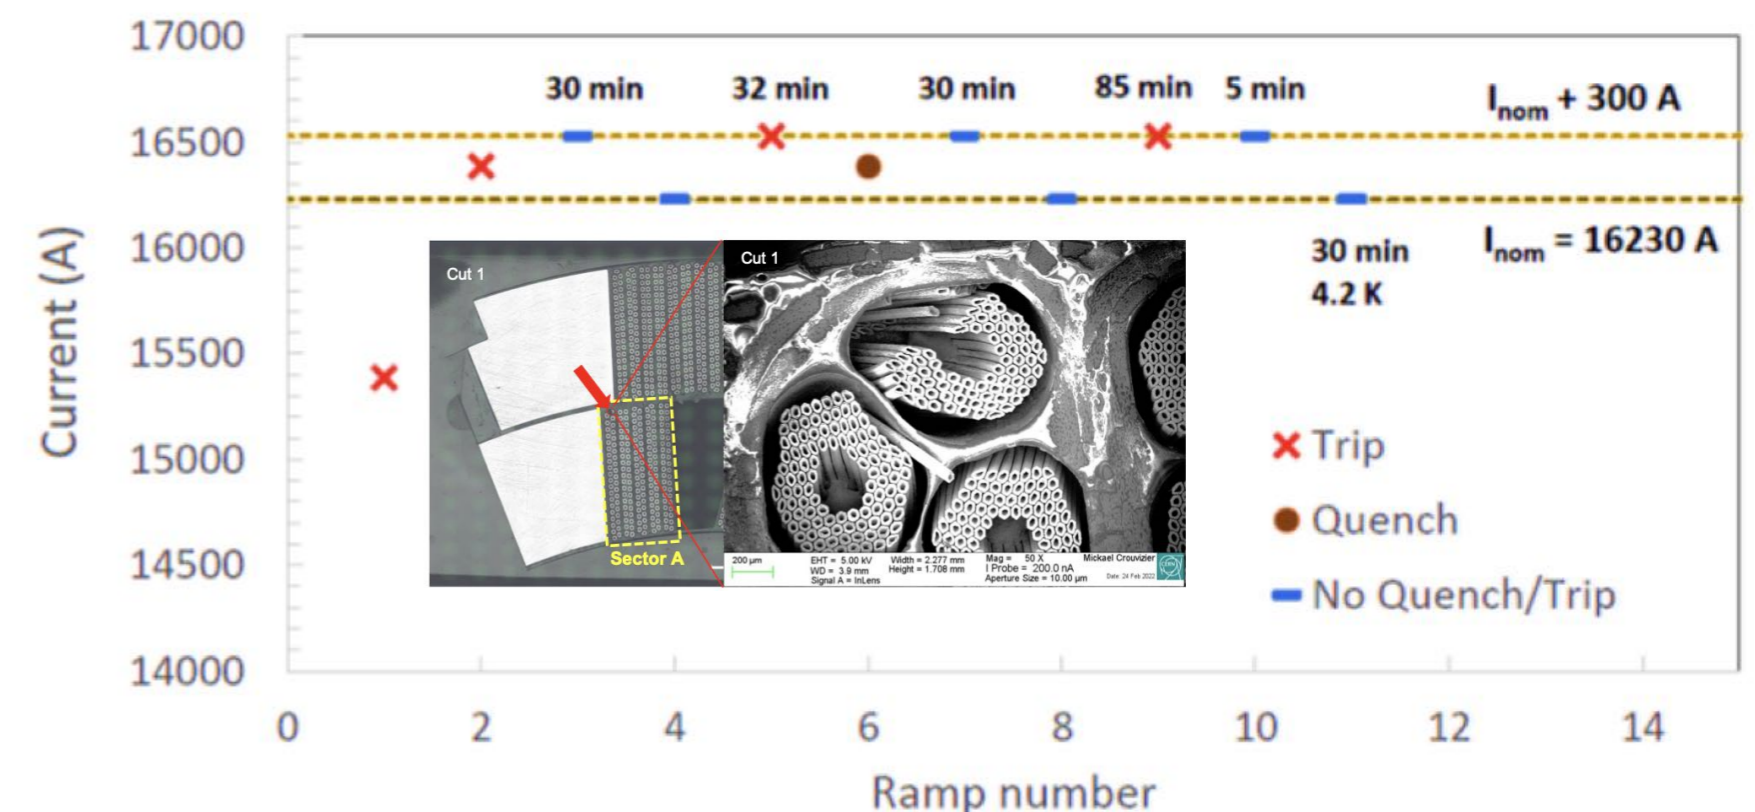 17000
16500
16000
15500
15000
14500
14000
Current (A)
30 min
32 min
30 min
85 min
5 min
Inom + 300 A
Inom = 16230 A
30 min
4.2 K
Cut 1
Sector A
Cut 1
200 µm
EHT = 5.00 kV
WD = 3.9 mm
Signal A = InLens
Width = 2.277 mm
Height = 1.708 mm
Mag = 50 X
I Probe = 200.0 nA
Aperture Size = 10.00 µm
Mickael Crouvizier
Date: 24 Feb 2022
Trip
Quench
No Quench/Trip
0 2 4 6 8 10 12 14
Ramp number